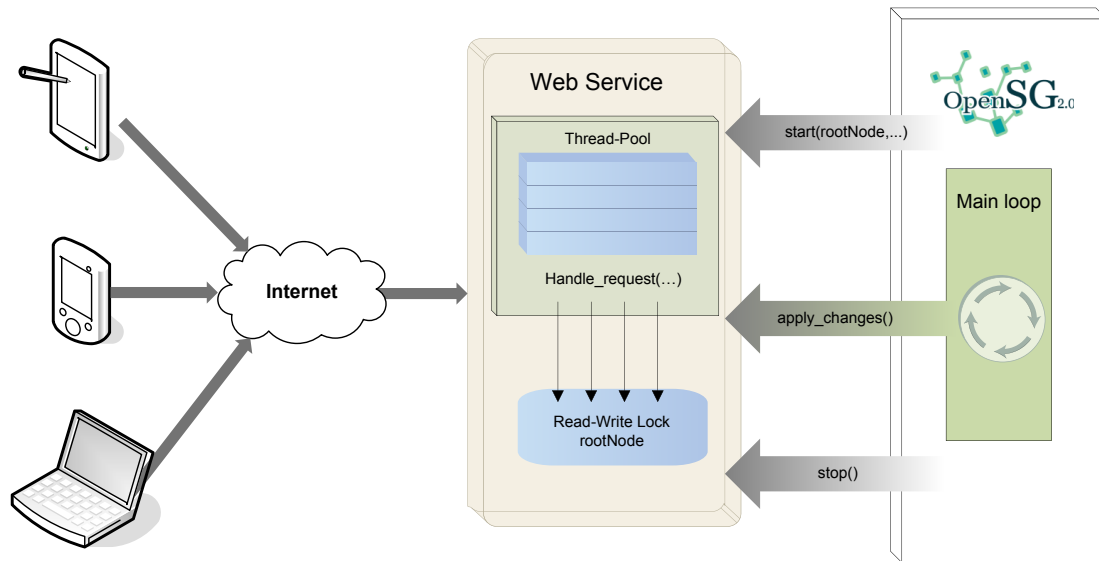 Internet
Web Service
Thread-Pool
Handle_request(…)
Read-Write Lock
rootNode
start(rootNode,...)
apply_changes()
stop()
OpenSG2.0
Main loop